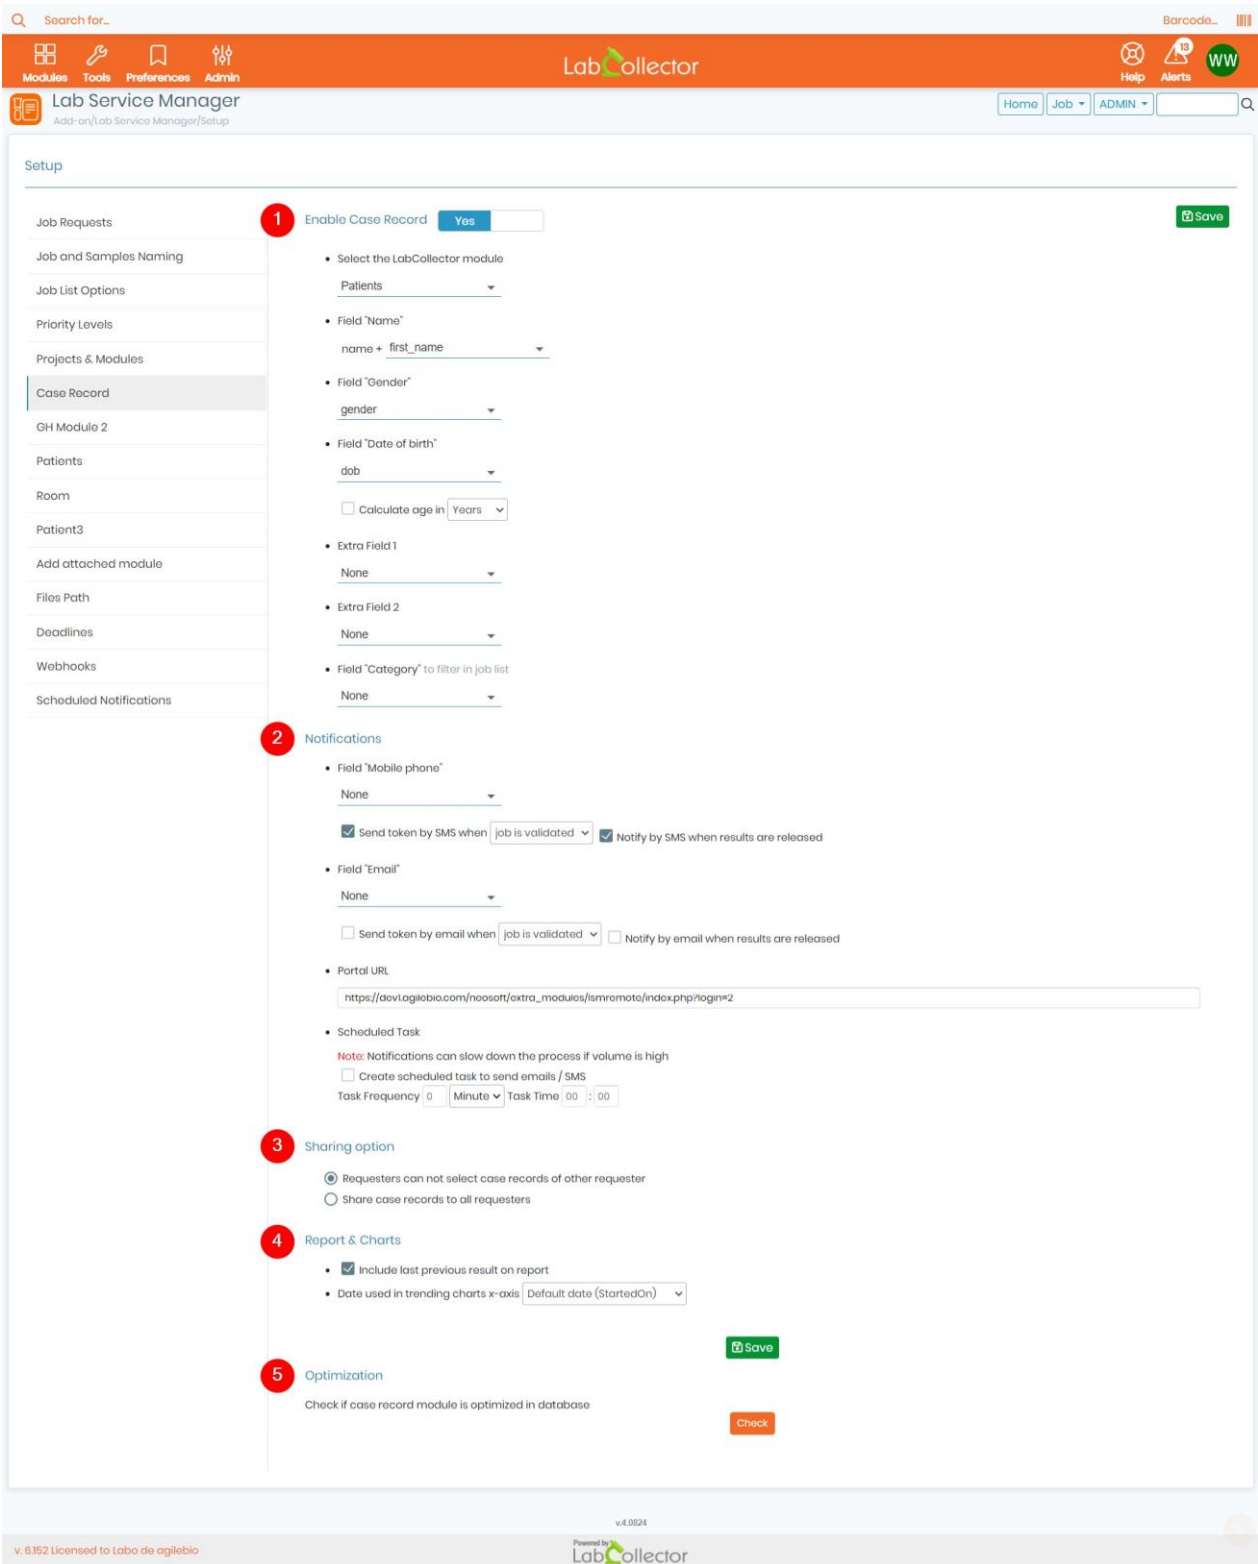 Search for...
Barcode...
Modules Tools Preferences Admin
LabCollector
Help Alerts 13 WW
Lab Service Manager
Add-on/Lab Service Manager/Setup
Home Job ADMIN
Setup
Job Requests
Job and Samples Naming
Job List Options
Priority Levels
Projects & Modules
Case Record
GH Module 2
Patients
Room
Patient3
Add attached module
Files Path
Deadlines
Webhooks
Scheduled Notifications
1 Enable Case Record Yes
Save
• Select the LabCollector module
Patients
• Field "Name"
name + first_name
• Field "Gender"
gender
• Field "Date of birth"
dob
Calculate age in Years
• Extra Field 1
None
• Extra Field 2
None
• Field "Category" to filter in job list
None
2 Notifications
• Field "Mobile phone"
None
Send token by SMS when job is validated Notify by SMS when results are released
• Field "Email"
None
Send token by email when job is validated Notify by email when results are released
• Portal URL
https://dev1.agilebio.com/neosoft/extra_modules/lsmremote/index.php?login=2
• Scheduled Task
Note: Notifications can slow down the process if volume is high
Create scheduled task to send emails / SMS
Task Frequency 0 Minute Task Time 00 : 00
3 Sharing option
Requesters can not select case records of other requester
Share case records to all requesters
4 Report & Charts
• Include last previous result on report
• Date used in trending charts x-axis Default date (StartedOn)
Save
5 Optimization
Check if case record module is optimized in database
Check
v.4.0824
v. 6.152 Licensed to Labo de agilebio
Powered by
LabCollector